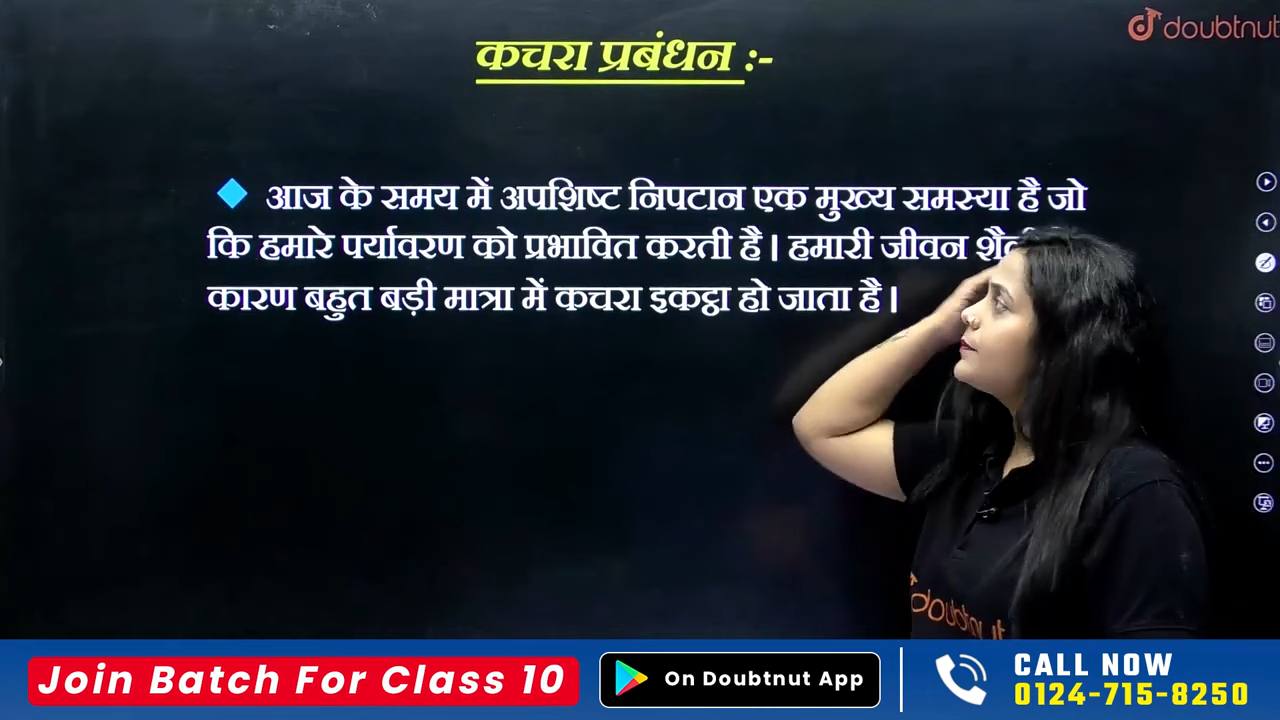 doubtnut
कचरा प्रबंधन :-
आज के समय में अपशिष्ट निपटान एक मुख्य समस्या है जो
कि हमारे पर्यावरण को प्रभावित करती है। हमारी जीवन
कारण बहुत बड़ी मात्रा में कचरा इकट्ठा हो जाता है।
doubtnut
Join Batch For Class 10
On Doubtnut App
CALL NOW
0124-715-8250